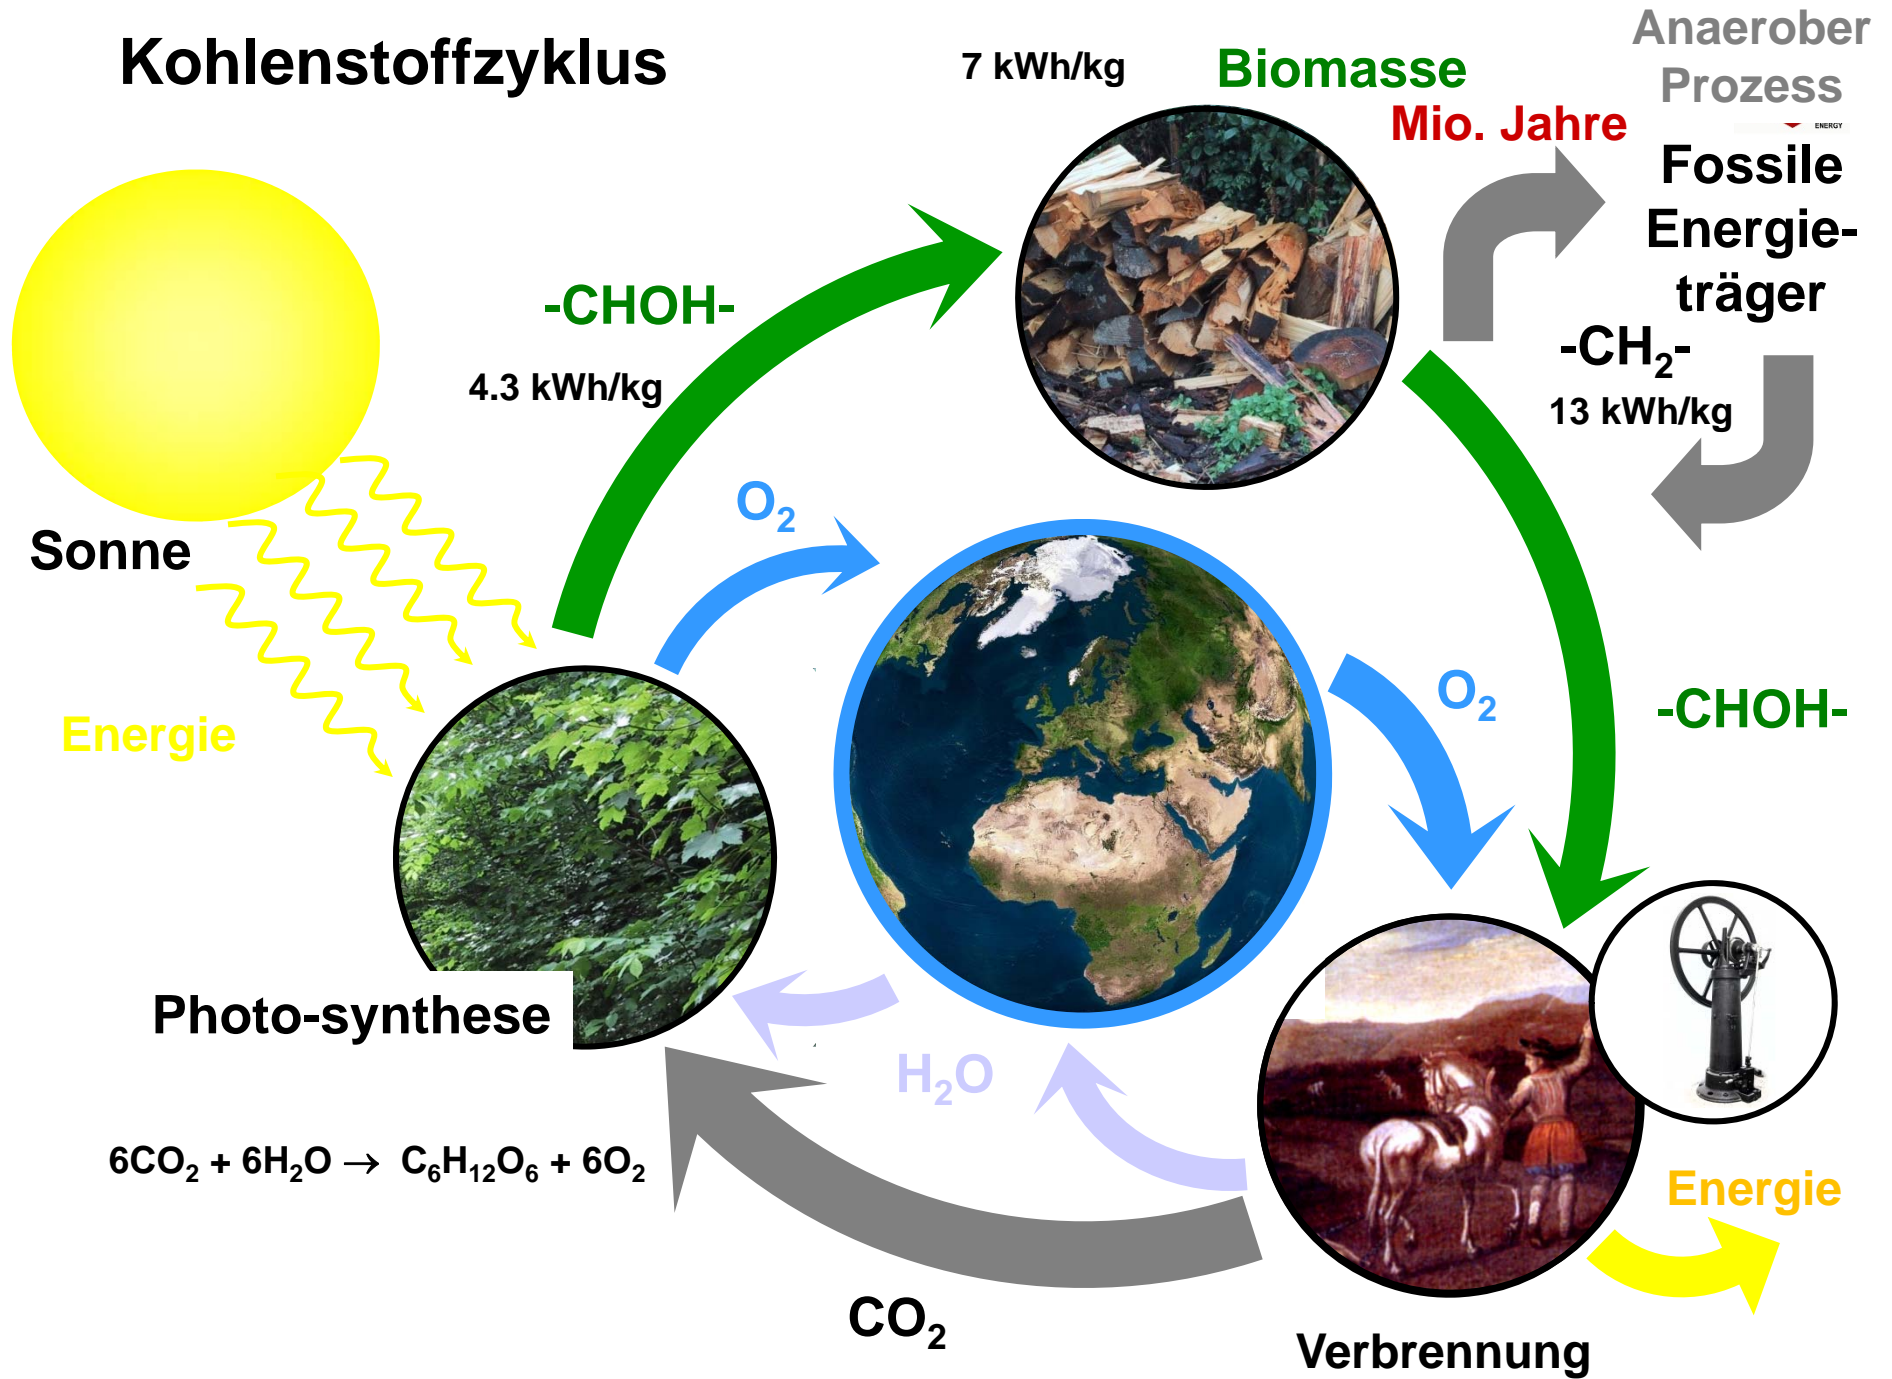 Kohlenstoffzyklus
7 kWh/kg
Biomasse
Anaerober
Prozess
Mio. Jahre
ENERGY
Fossile
Energie-
träger
-CH₂-
13 kWh/kg
-CHOH-
4.3 kWh/kg
O₂
Sonne
Energie
O₂
-CHOH-
Photo-synthese
H₂O
6CO₂ + 6H₂O → C₆H₁₂O₆ + 6O₂
Energie
CO₂
Verbrennung